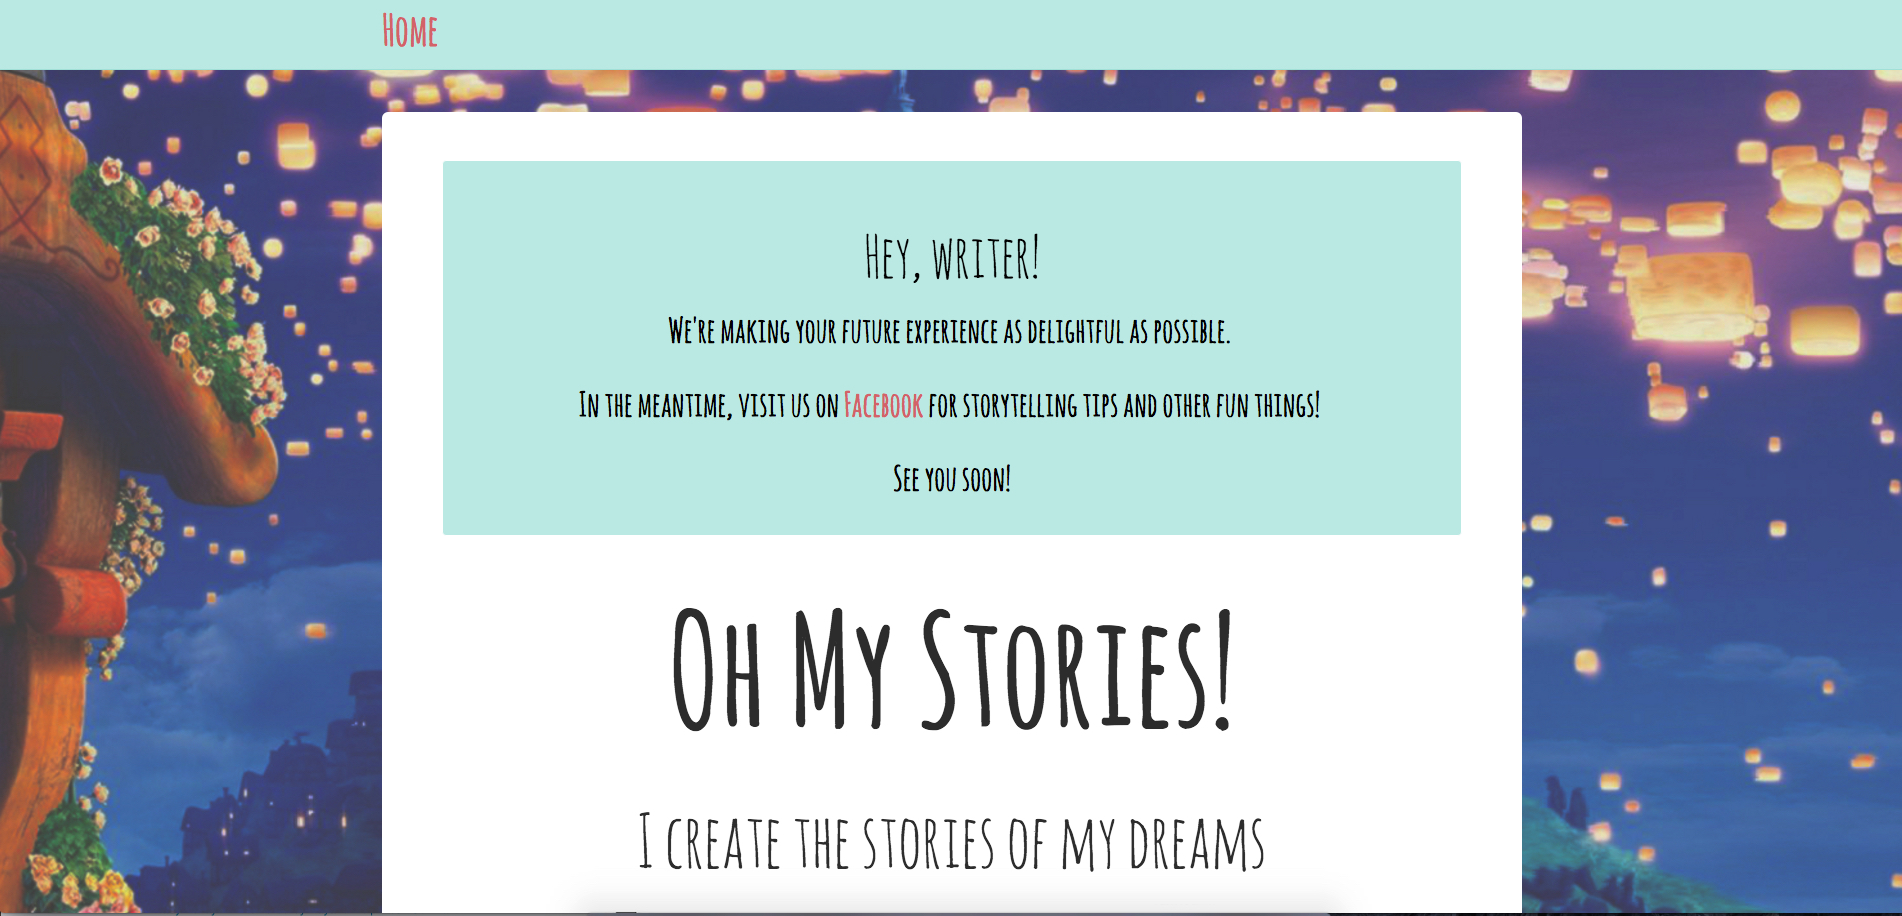 Home
Hey, writer!
We're making your future experience as delightful as possible.
In the meantime, visit us on Facebook for storytelling tips and other fun things!
See you soon!
Oh My Stories!
I create the stories of my dreams